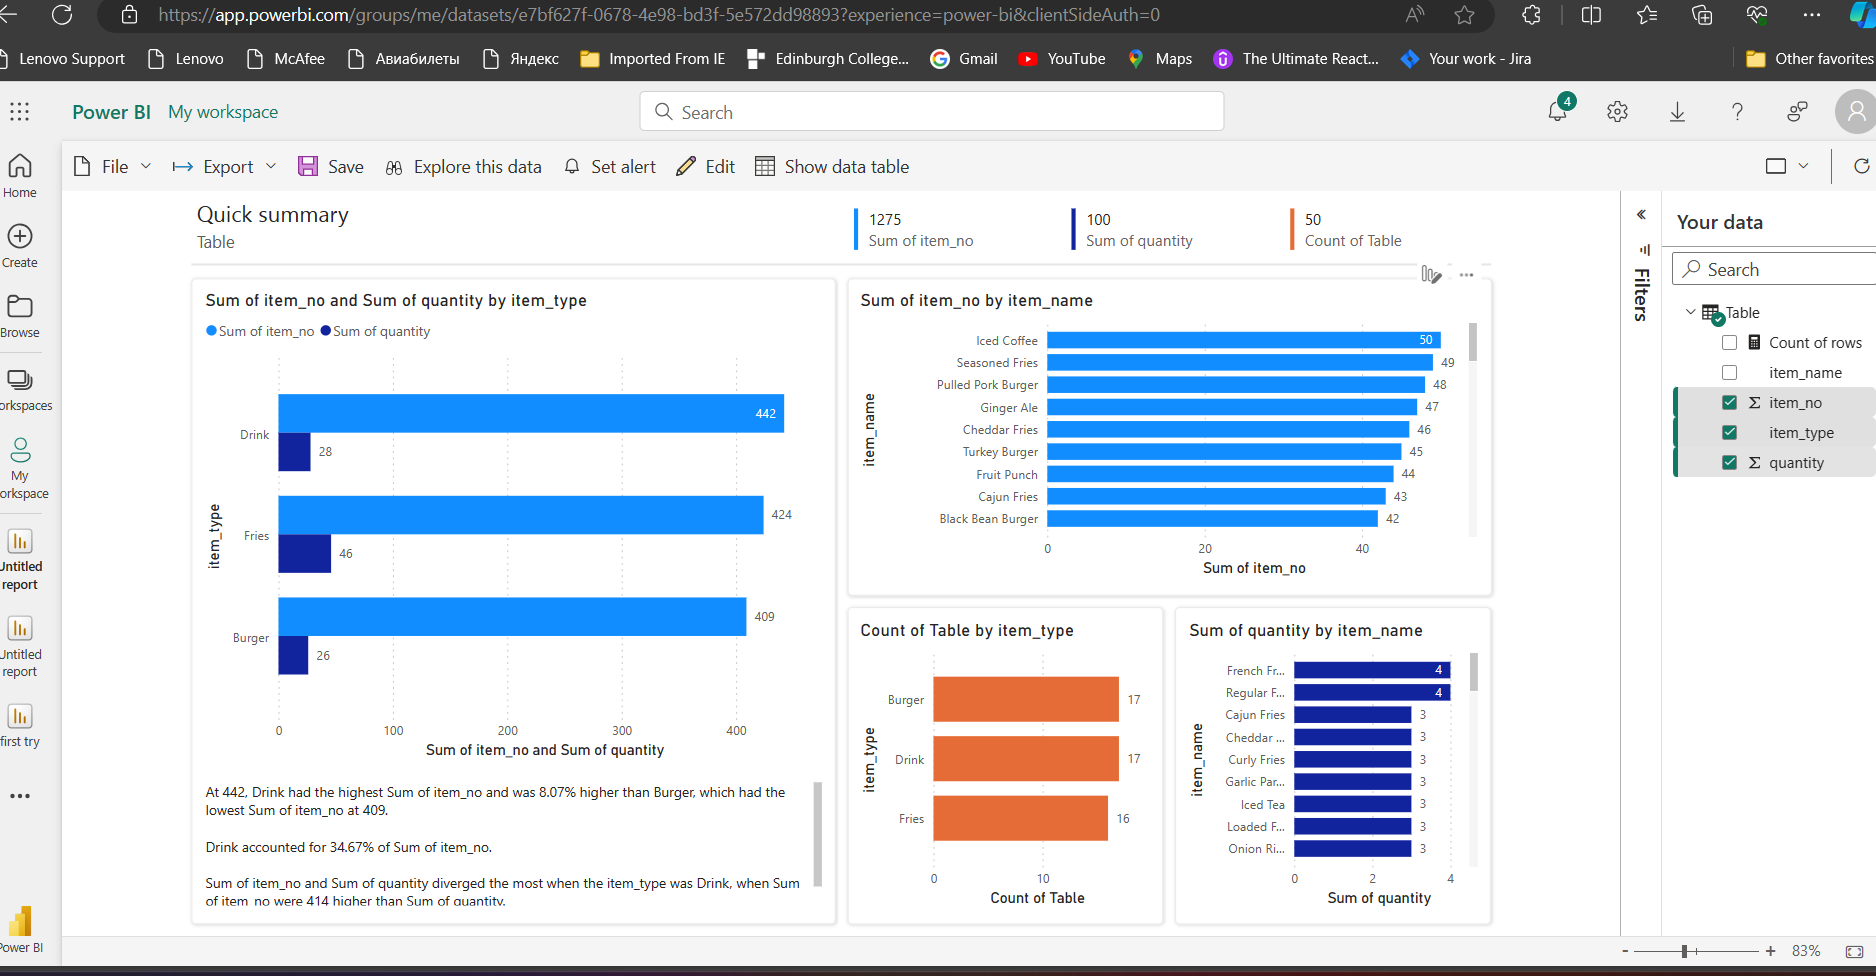 https://app.powerbi.com/groups/me/datasets/e7bf627f-0678-4e98-bd3f-5e572dd98893?experience=power-bi&clientSideAuth=0
Lenovo Support Lenovo McAfee Авиабилеты Яндекс Imported From IE Edinburgh College... Gmail YouTube Maps The Ultimate React... Your work - Jira Other favorites
Power BI My workspace Search 4
File Export Save Explore this data Set alert Edit Show data table
Home
Create
Browse
orkspaces
My
orkspace
Untitled
report
Untitled
report
first try
Power BI
Quick summary
Table
1275
Sum of item_no
100
Sum of quantity
50
Count of Table
Sum of item_no and Sum of quantity by item_type
Sum of item_no Sum of quantity
item_type
Drink 442
28
Fries 424
46
Burger 409
26
0 100 200 300 400
Sum of item_no and Sum of quantity
At 442, Drink had the highest Sum of item_no and was 8.07% higher than Burger, which had the
lowest Sum of item_no at 409.
Drink accounted for 34.67% of Sum of item_no.
Sum of item_no and Sum of quantity diverged the most when the item_type was Drink, when Sum
of item_no were 414 higher than Sum of quantity.
Sum of item_no by item_name
item_name
Iced Coffee 50
Seasoned Fries 49
Pulled Pork Burger 48
Ginger Ale 47
Cheddar Fries 46
Turkey Burger 45
Fruit Punch 44
Cajun Fries 43
Black Bean Burger 42
0 20 40
Sum of item_no
Count of Table by item_type
item_type
Burger 17
Drink 17
Fries 16
0 10
Count of Table
Sum of quantity by item_name
item_name
French Fr... 4
Regular F... 4
Cajun Fries 3
Cheddar ... 3
Curly Fries 3
Garlic Par... 3
Iced Tea 3
Loaded F... 3
Onion Ri... 3
0 2 4
Sum of quantity
Filters
Your data
Search
Table
Count of rows
item_name
Σ item_no
item_type
Σ quantity
- + 83%